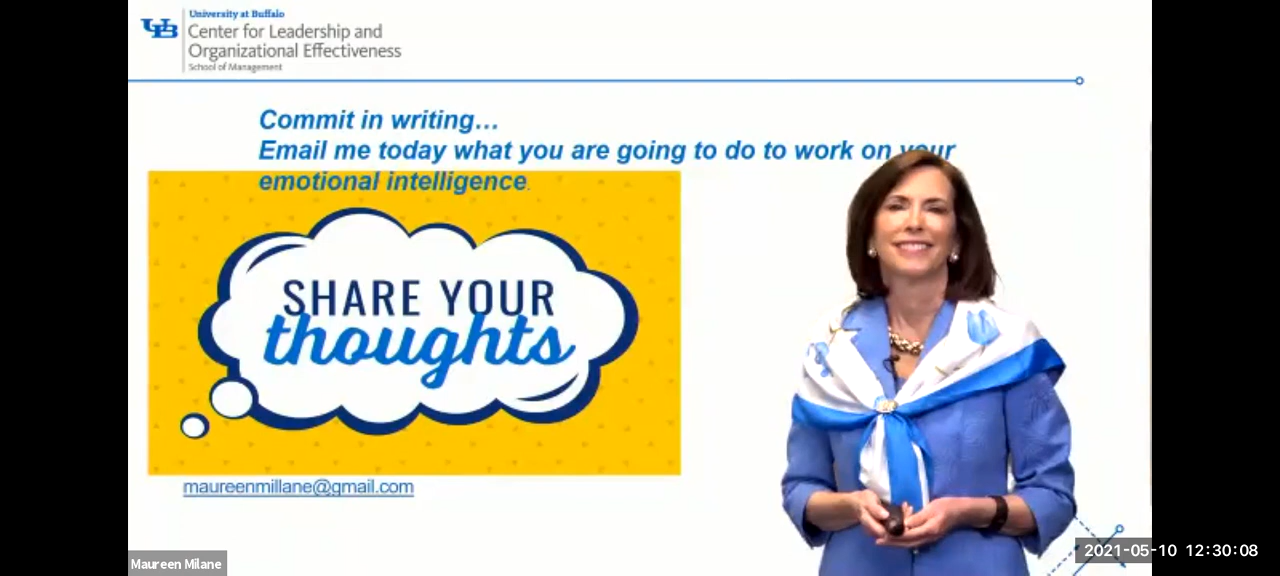 University at Buffalo
UB
Center for Leadership and
Organizational Effectiveness
School of Management
Commit in writing…
Email me today what you are going to do to work on your
emotional intelligence.
SHARE YOUR
thoughts
maureenmillane@gmail.com
Maureen Milane
2021-05-10 12:30:08